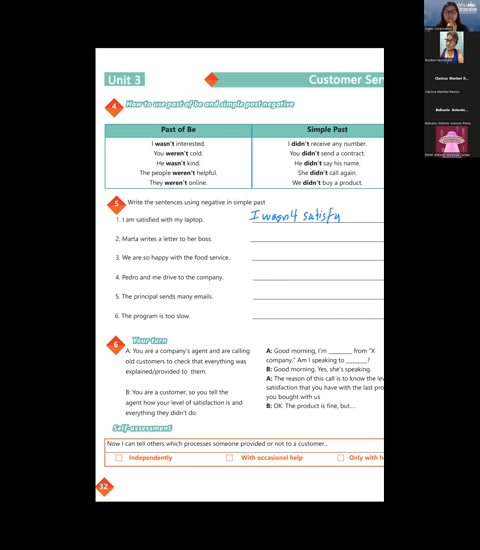 Unit 3
Customer Ser
4
How to use past of be and simple past negative
Past of Be
Simple Past
I wasn't interested.
You weren't cold.
He wasn't kind.
The people weren't helpful.
They weren't online.
I didn't receive any number.
You didn't send a contract.
He didn't say his name.
She didn't call again.
We didn't buy a product.
5
Write the sentences using negative in simple past
1. I am satisfied with my laptop.
I wasn4 satisfy
2. Marta writes a letter to her boss.
3. We are so happy with the food service.
4. Pedro and me drive to the company.
5. The principal sends many emails.
6. The program is too slow.
6
Your turn
A: You are a company's agent and are calling
old customers to check that everything was
explained/provided to them.
B: You are a customer, so you tell the
agent how your level of satisfaction is and
everything they didn't do.
A: Good morning, I'm ________ from "X
company." Am I speaking to ______?
B: Good morning. Yes, she's speaking.
A: The reason of this call is to know the le
satisfaction that you have with the last pro
you bought with us
B: OK. The product is fine, but...
Self-assessment
Now I can tell others which processes someone provided or not to a customer...
Independently
With occasional help
Only with h
32
Clarissa Maribel R...
Clarissa Maribel Ramos
Belisario Antonio...